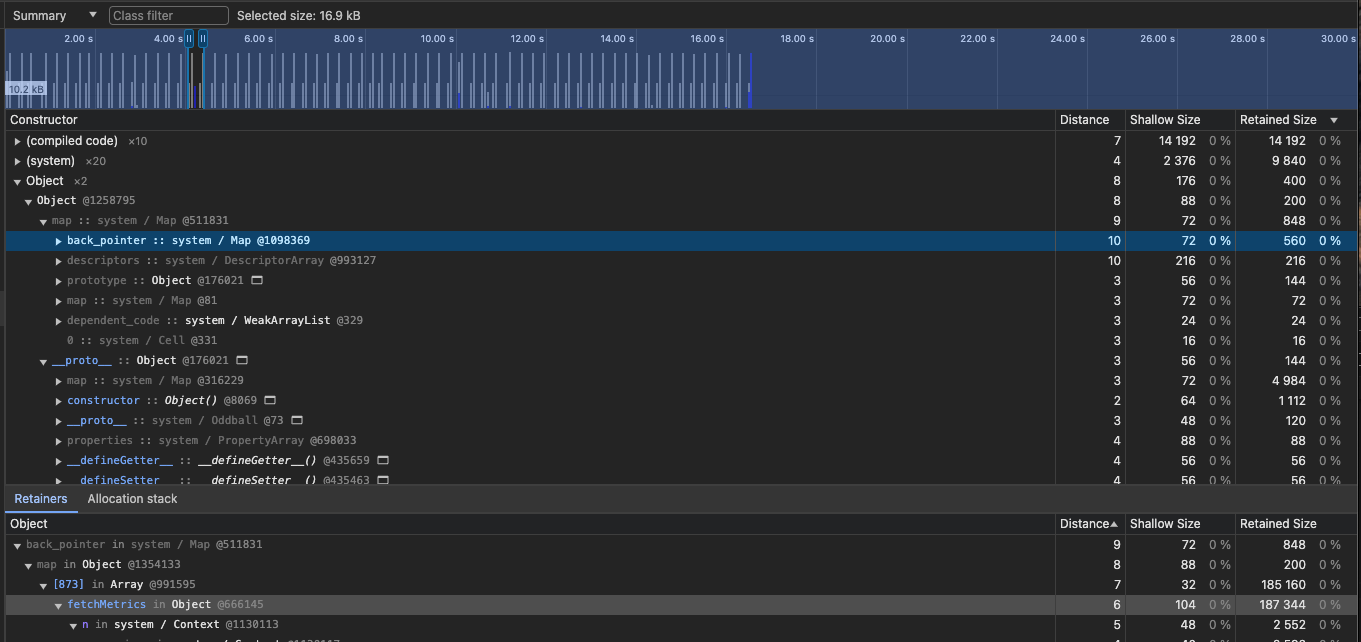 Summary ▼ Class filter Selected size: 16.9 kB
2.00 s 4.00 s 6.00 s 8.00 s 10.00 s 12.00 s 14.00 s 16.00 s 18.00 s 20.00 s 22.00 s 24.00 s 26.00 s 28.00 s 30.00 s
10.2 kB
Constructor Distance Shallow Size Retained Size ▼
▶ (compiled code) ×10 7 14 192 0 % 14 192 0 %
▶ (system) ×20 4 2 376 0 % 9 840 0 %
▼ Object ×2 8 176 0 % 400 0 %
▼ Object @1258795 8 88 0 % 200 0 %
▼ map :: system / Map @511831 9 72 0 % 848 0 %
▶ back_pointer :: system / Map @1098369 10 72 0 % 560 0 %
▶ descriptors :: system / DescriptorArray @993127 10 216 0 % 216 0 %
▶ prototype :: Object @176021 3 56 0 % 144 0 %
▶ map :: system / Map @81 3 72 0 % 72 0 %
▶ dependent_code :: system / WeakArrayList @329 3 24 0 % 24 0 %
0 :: system / Cell @331 3 16 0 % 16 0 %
▼ __proto__ :: Object @176021 3 56 0 % 144 0 %
▶ map :: system / Map @316229 3 72 0 % 4 984 0 %
▶ constructor :: Object() @8069 2 64 0 % 1 112 0 %
▶ __proto__ :: system / Oddball @73 3 48 0 % 120 0 %
▶ properties :: system / PropertyArray @698033 4 88 0 % 88 0 %
▶ __defineGetter__ :: __defineGetter__() @435659 4 56 0 % 56 0 %
▶ __defineSetter__ :: __defineSetter__() @435463 4 56 0 % 56 0 %
Retainers Allocation stack
Object Distance▲ Shallow Size Retained Size
▼ back_pointer in system / Map @511831 9 72 0 % 848 0 %
▼ map in Object @1354133 8 88 0 % 200 0 %
▼ [873] in Array @991595 7 32 0 % 185 160 0 %
▼ fetchMetrics in Object @666145 6 104 0 % 187 344 0 %
▼ n in system / Context @1130113 5 48 0 % 2 552 0 %